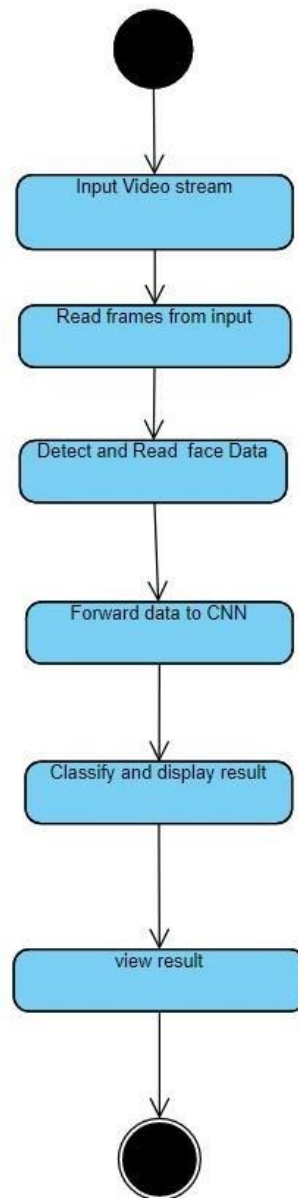 Input Video stream
Read frames from input
Detect and Read face Data
Forward data to CNN
Classify and display result
view result